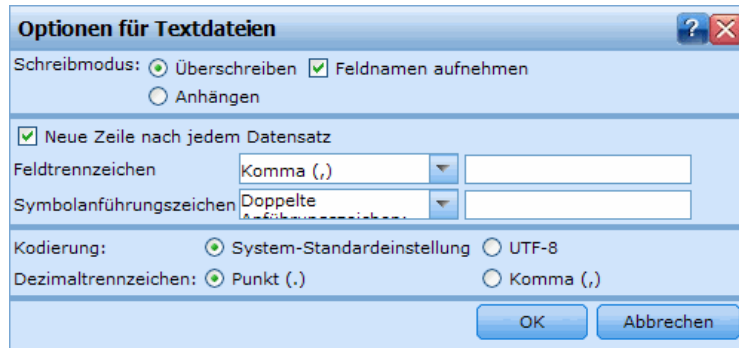 Optionen für Textdateien
Schreibmodus: Überschreiben Feldnamen aufnehmen
Anhängen
Neue Zeile nach jedem Datensatz
Feldtrennzeichen Komma (,)
Symbolanführungszeichen Doppelte
Kodierung: System-Standardeinstellung UTF-8
Dezimaltrennzeichen: Punkt (.) Komma (,)
OK Abbrechen